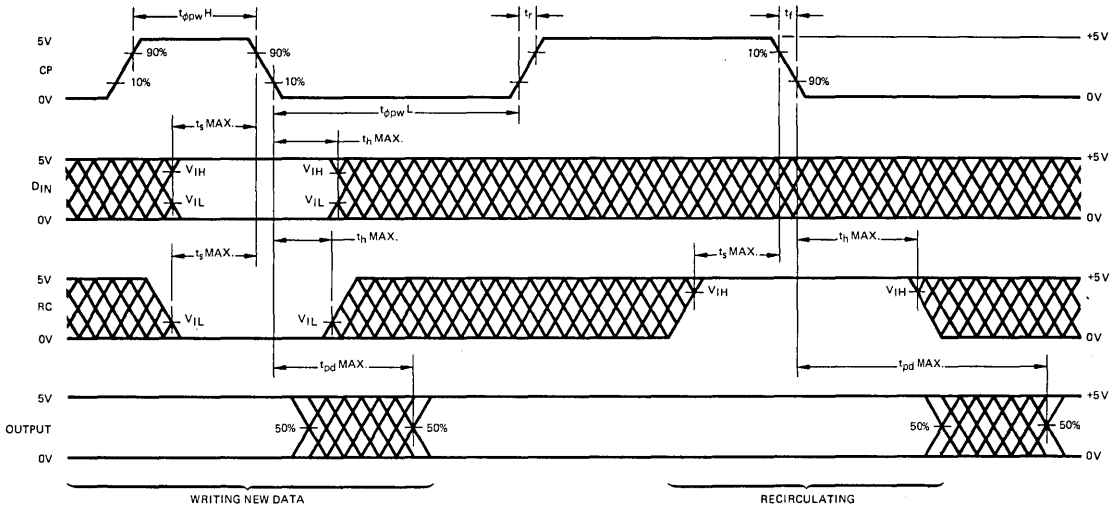 tφpwH
tr
tf
5V
+5V
90%
90%
10%
CP
10%
10%
90%
0V
0V
tφpwL
ts MAX.
th MAX.
5V
+5V
VIH
VIH
DIN
VIL
VIL
0V
0V
th MAX.
ts MAX.
ts MAX.
th MAX.
5V
+5V
VIH
VIH
RC
VIL
VIL
0V
0V
tpd MAX.
tpd MAX.
5V
+5V
OUTPUT
50%
50%
50%
50%
0V
0V
WRITING NEW DATA
RECIRCULATING